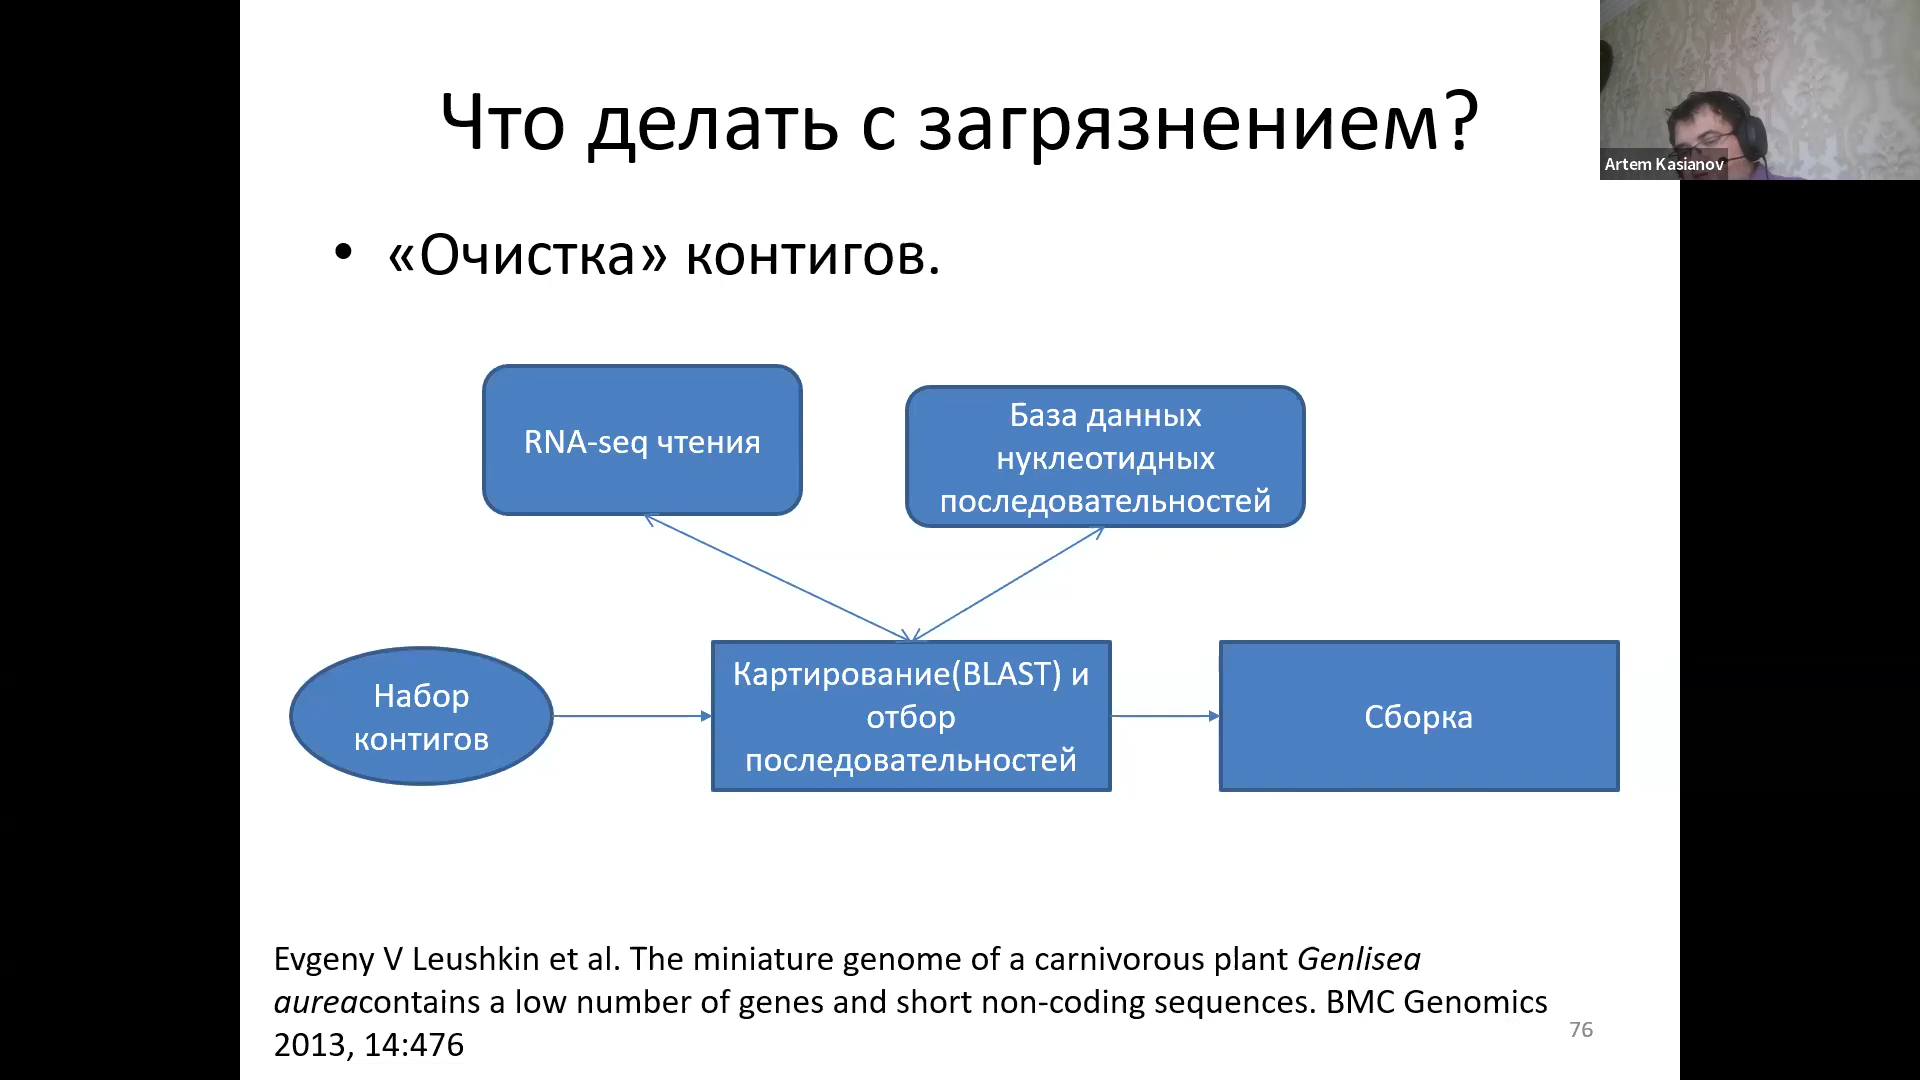 Что делать с загрязнением?
Artem Kasianov
• «Очистка» контигов.
RNA-seq чтения
База данных
нуклеотидных
последовательностей
Набор
контигов
Картирование(BLAST) и
отбор
последовательностей
Сборка
Evgeny V Leushkin et al. The miniature genome of a carnivorous plant Genlisea
aureacontains a low number of genes and short non-coding sequences. BMC Genomics
2013, 14:476
76